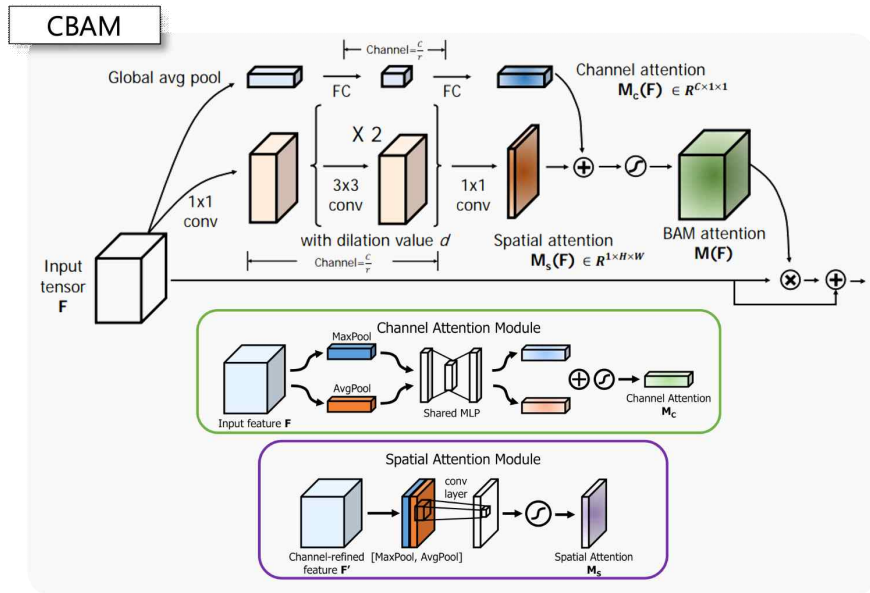 CBAM
Channel=C/r
Global avg pool
FC
FC
Channel attention
Mc(F) ∈ R^C×1×1
X 2
1x1
conv
3x3
conv
1x1
conv
with dilation value d
Channel=C/r
Spatial attention
Ms(F) ∈ R^1×H×W
BAM attention
M(F)
Input
tensor
F
Channel Attention Module
MaxPool
AvgPool
Input feature F
Shared MLP
Channel Attention
MC
Spatial Attention Module
conv
layer
Channel-refined
feature F'
[MaxPool, AvgPool]
Spatial Attention
MS